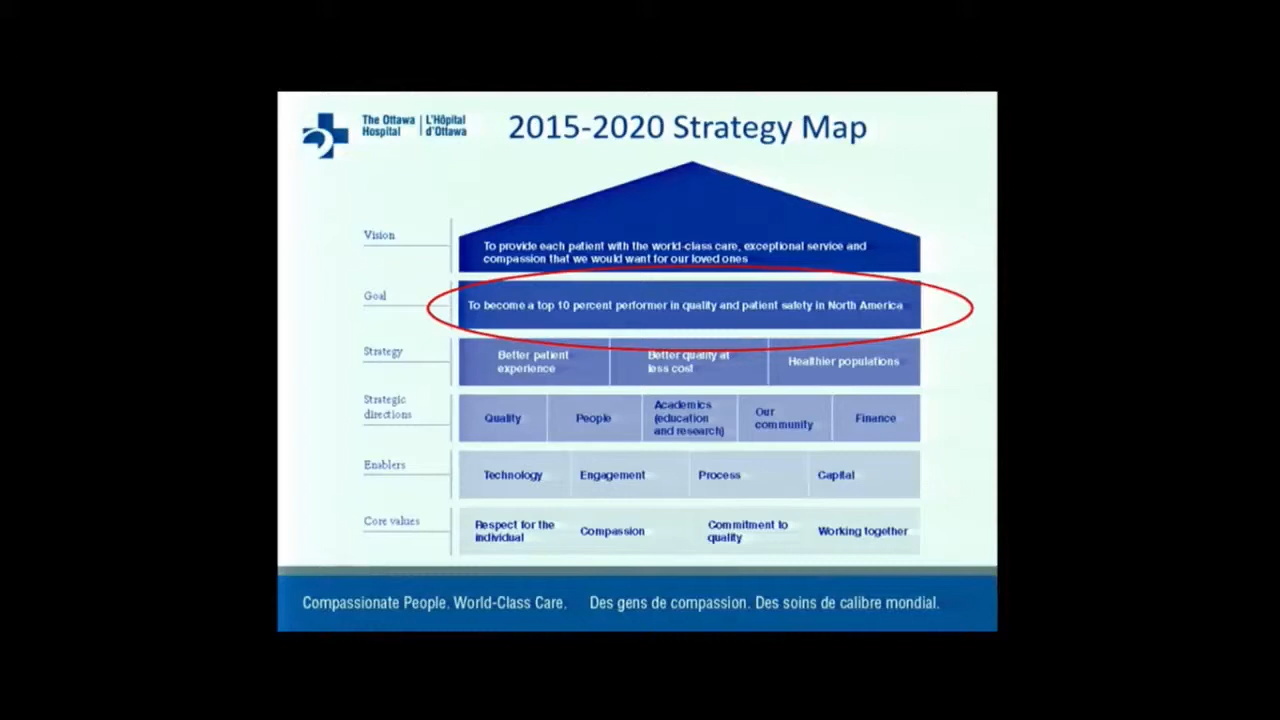 The Ottawa Hospital
L'Hôpital d'Ottawa
2015-2020 Strategy Map
Vision
To provide each patient with the world-class care, exceptional service and
compassion that we would want for our loved ones
Goal
To become a top 10 percent performer in quality and patient safety in North America
Strategy
Better patient
experience
Better quality at
less cost
Healthier populations
Strategic
directions
Quality
People
Academics
(education
and research)
Our
community
Finance
Enablers
Technology
Engagement
Process
Capital
Core values
Respect for the
individual
Compassion
Commitment to
quality
Working together
Compassionate People. World-Class Care. Des gens de compassion. Des soins de calibre mondial.